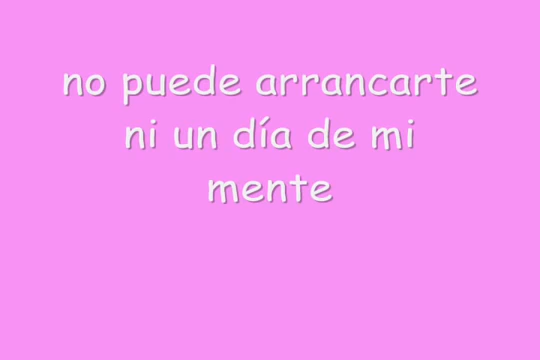 no puede arrancarte
ni un día de mi
mente